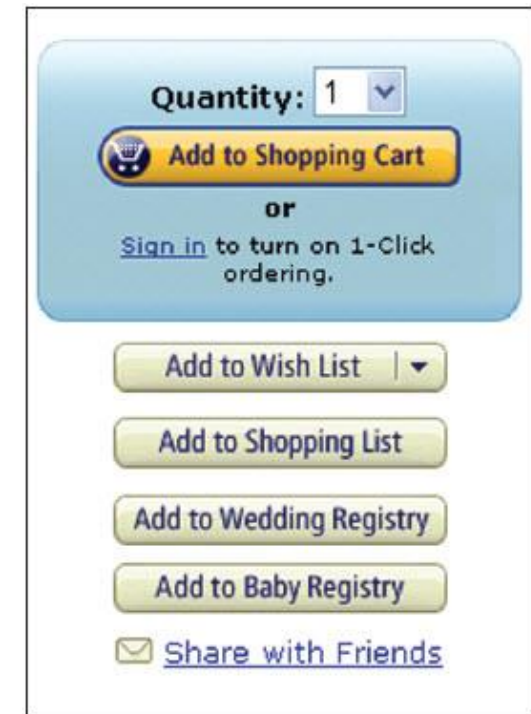 Quantity: 1
Add to Shopping Cart
or
Sign in to turn on 1-Click
ordering.
Add to Wish List
Add to Shopping List
Add to Wedding Registry
Add to Baby Registry
Share with Friends